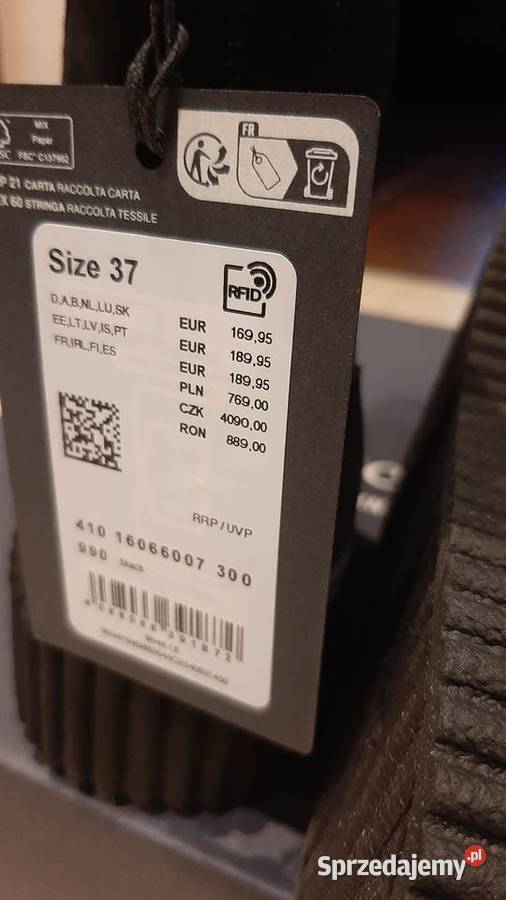 MIX
Paper
FSC® C137982
FR
P 21 CARTA RACCOLTA CARTA
EX 60 STRINGA RACCOLTA TESSILE
Size 37
RFID
D,A,B,NL,LU,SK EUR 169,95
EE,LT,LV,IS,PT EUR 189,95
FR,IRL,FI,ES EUR 189,95
PLN 769,00
CZK 4090,00
RON 889,00
RRP/UVP
410 16066007 300
990 black
Sprzedajemy.pl